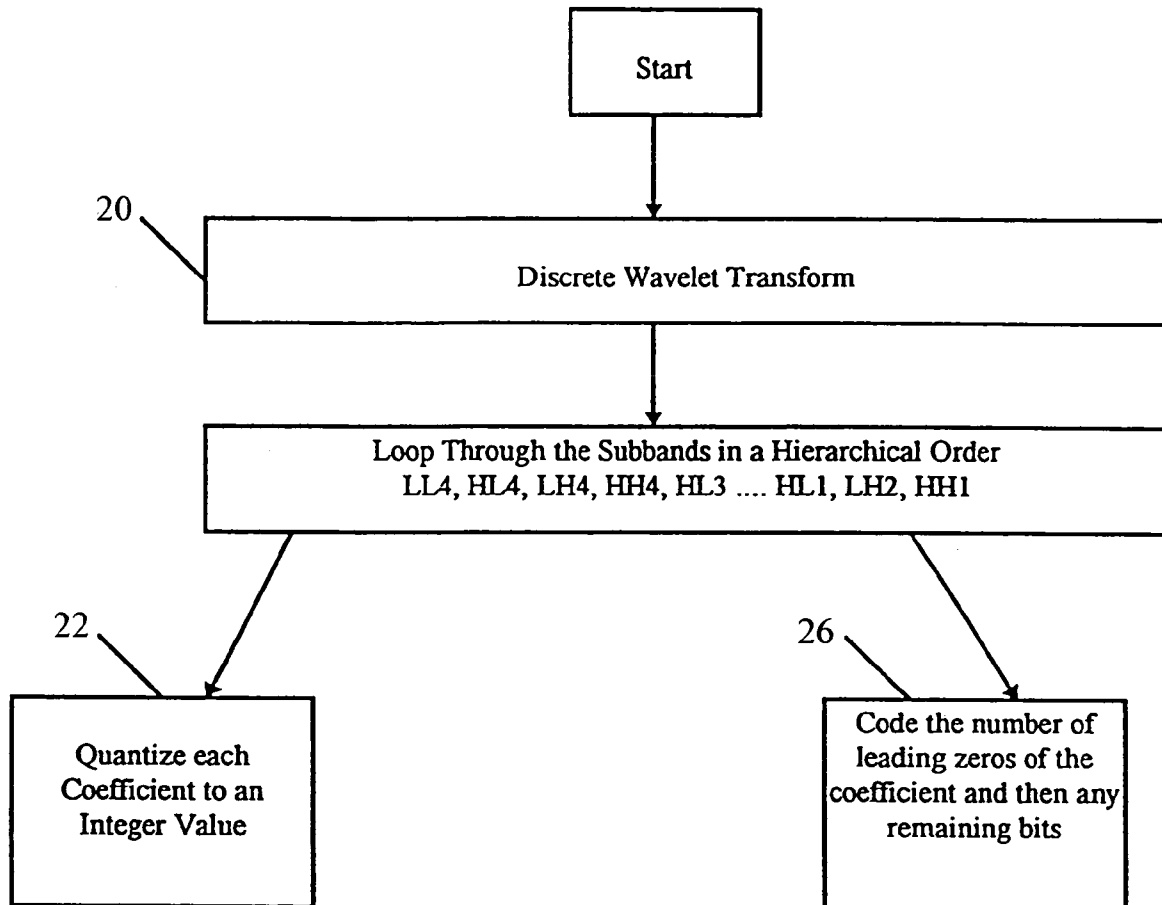 Start
20
Discrete Wavelet Transform
Loop Through the Subbands in a Hierarchical Order
LL4, HL4, LH4, HH4, HL3 .... HL1, LH2, HH1
22
26
Quantize each
Coefficient to an
Integer Value
Code the number of
leading zeros of the
coefficient and then any
remaining bits